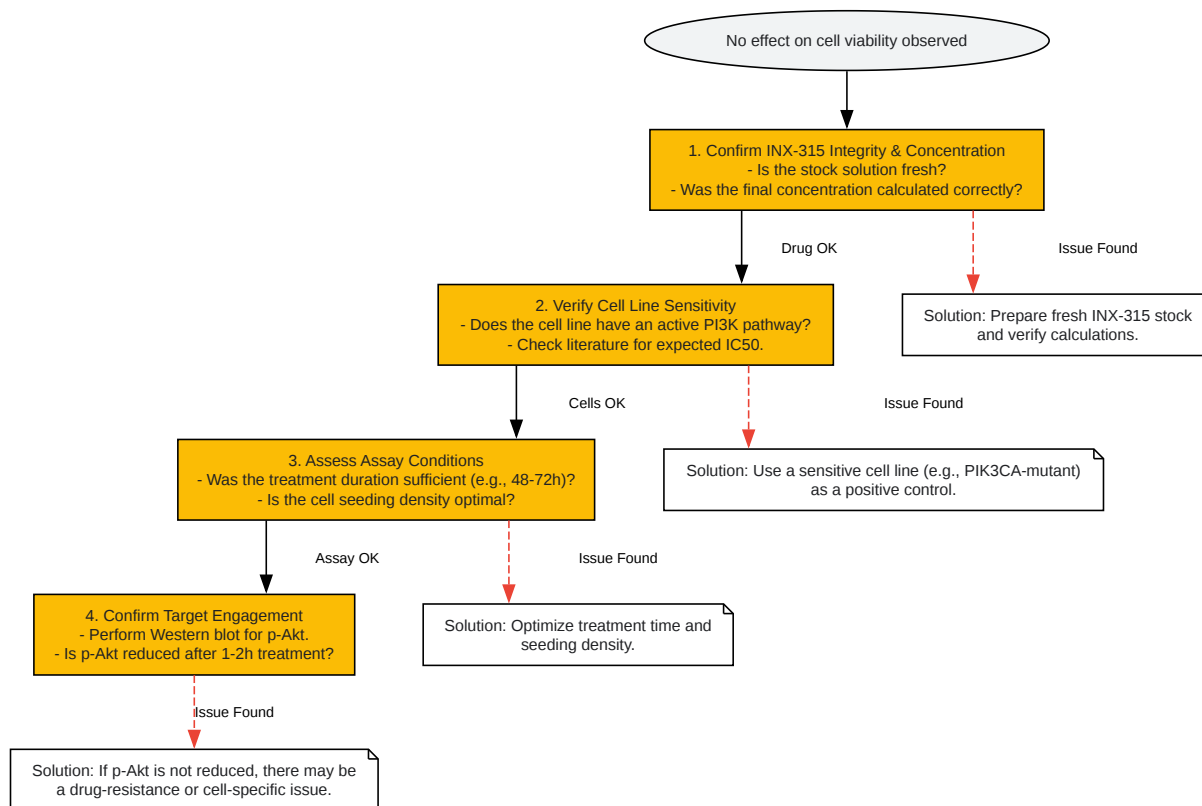 No effect on cell viability observed
1. Confirm INX-315 Integrity & Concentration
- Is the stock solution fresh?
- Was the final concentration calculated correctly?
Drug OK
Issue Found
Solution: Prepare fresh INX-315 stock
and verify calculations.
2. Verify Cell Line Sensitivity
- Does the cell line have an active PI3K pathway?
- Check literature for expected IC50.
Cells OK
Issue Found
Solution: Use a sensitive cell line (e.g., PIK3CA-mutant)
as a positive control.
3. Assess Assay Conditions
- Was the treatment duration sufficient (e.g., 48-72h)?
- Is the cell seeding density optimal?
Assay OK
Issue Found
Solution: Optimize treatment time and
seeding density.
4. Confirm Target Engagement
- Perform Western blot for p-Akt.
- Is p-Akt reduced after 1-2h treatment?
Issue Found
Solution: If p-Akt is not reduced, there may be
a drug-resistance or cell-specific issue.